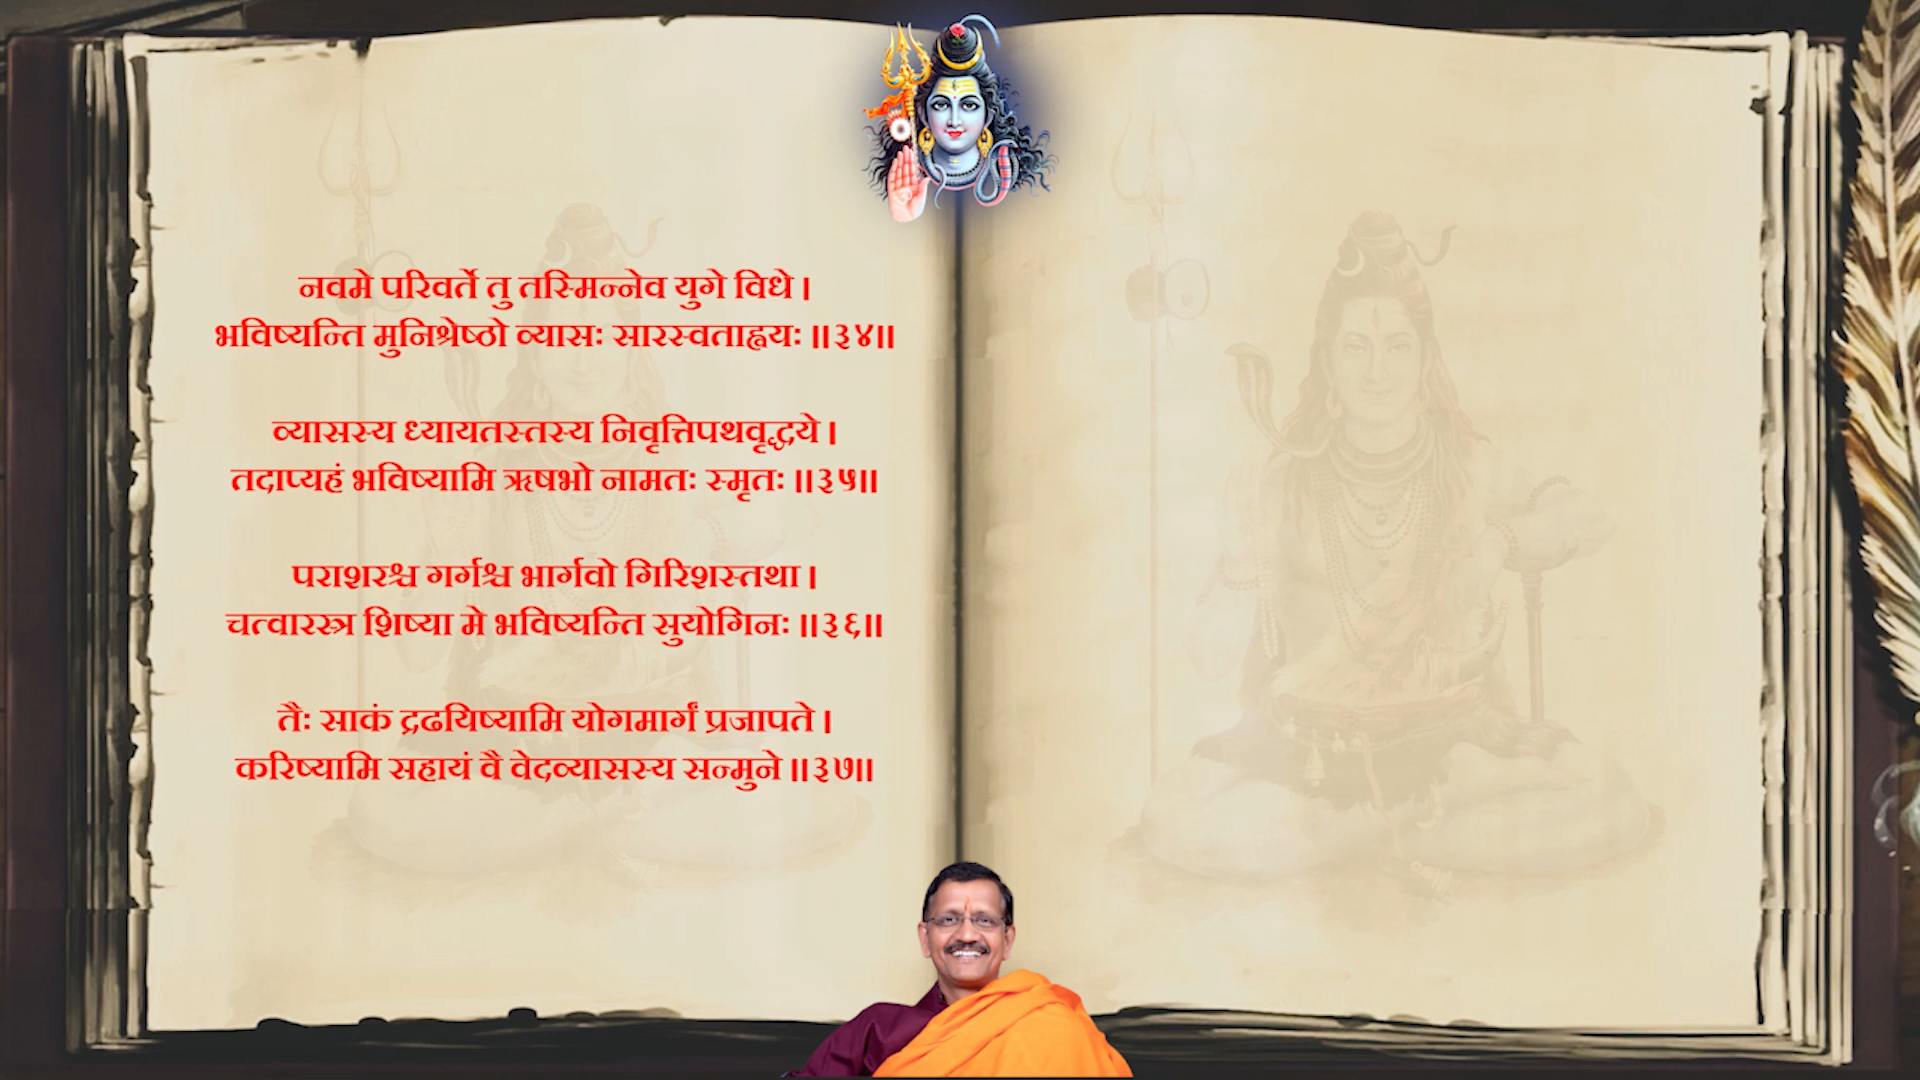 नवमे परिवर्ते तु तस्मिन्नेव युगे विधे ।
भविष्यन्ति मुनिश्रेष्ठो व्यासः सारस्वताह्वयः ॥३४॥
व्यासस्य ध्यायतस्तस्य निवृत्तिपथवृद्धये ।
तदाप्यहं भविष्यामि ऋषभो नामतः स्मृतः ॥३५॥
पराशरश्च गर्गश्च भार्गवो गिरिशस्तथा ।
चत्वारस्त्र शिष्या मे भविष्यन्ति सुयोगिनः ॥३६॥
तैः साकं द्रढयिष्यामि योगमार्गं प्रजापते ।
करिष्यामि सहायं वै वेदव्यासस्य सन्मुने ॥३७॥